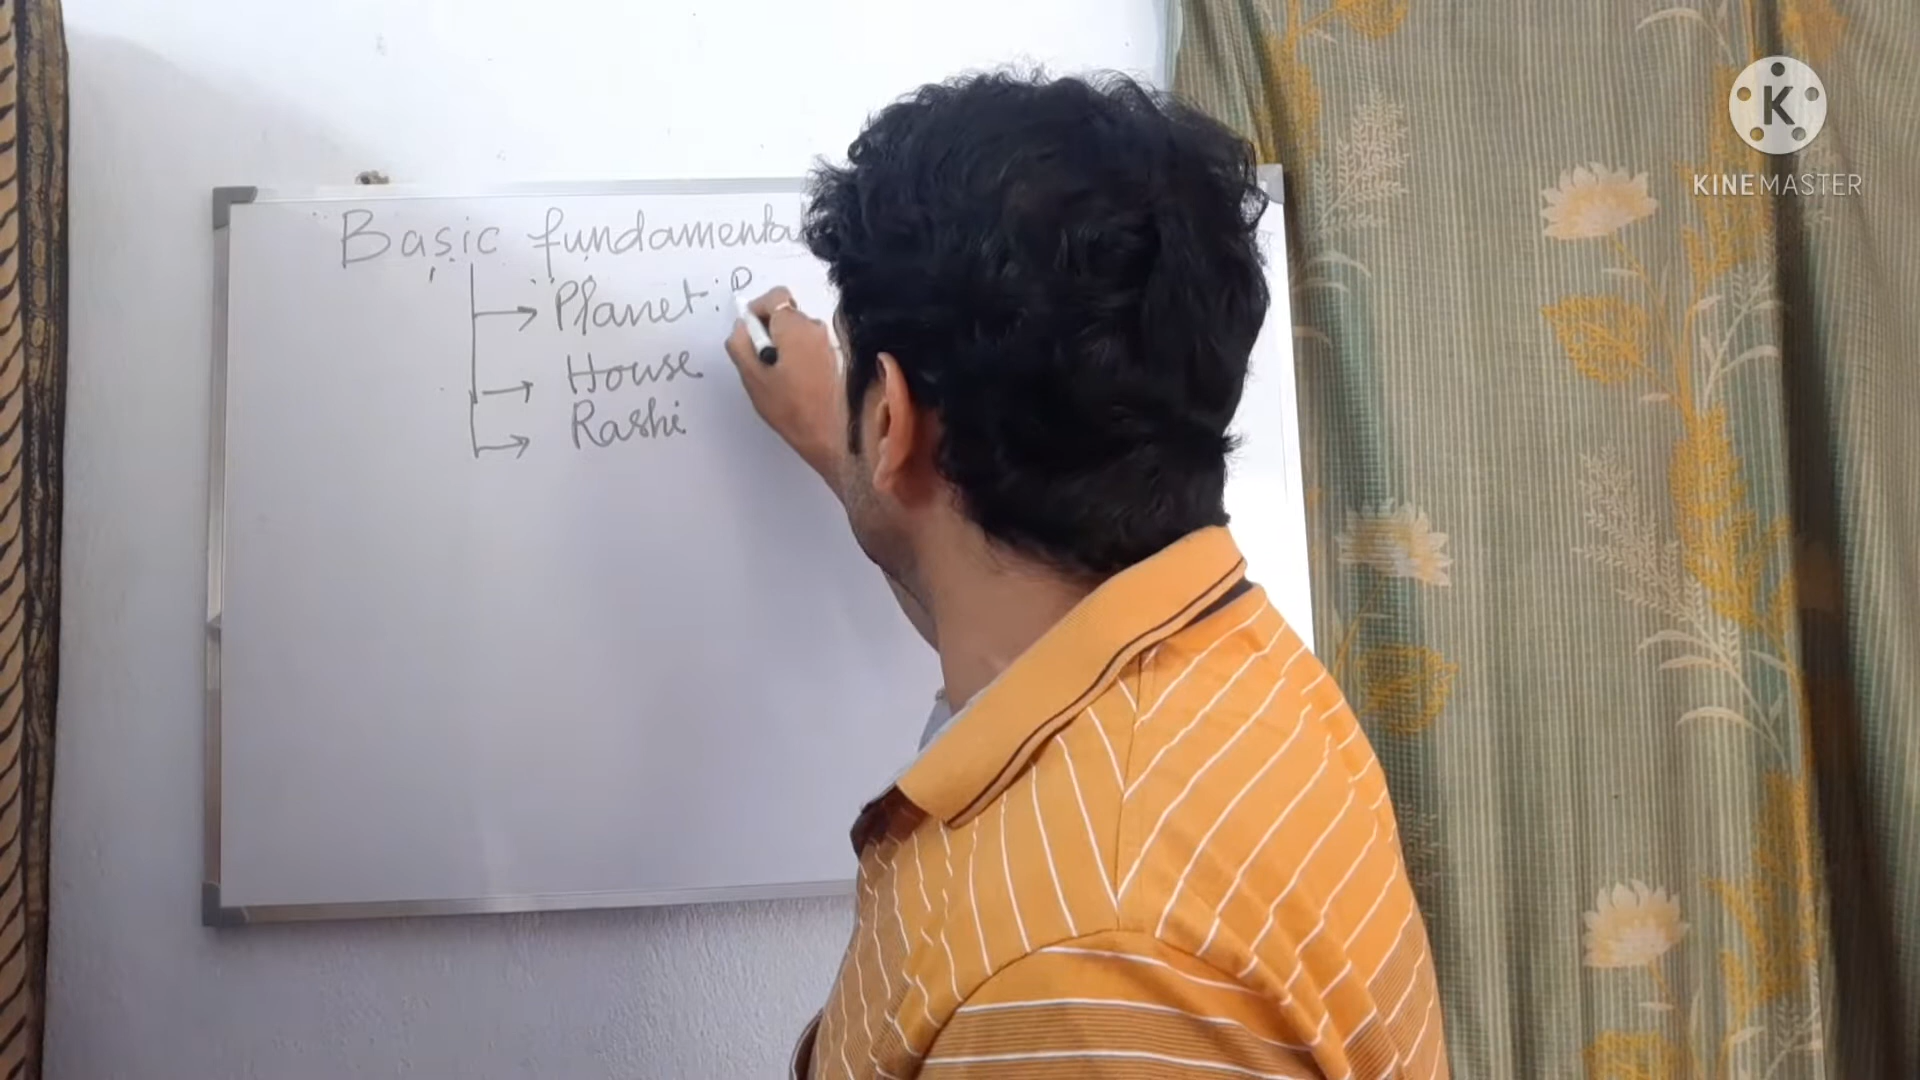 Basic fundamenta
Planet:
House
Rashi
K
KINEMASTER